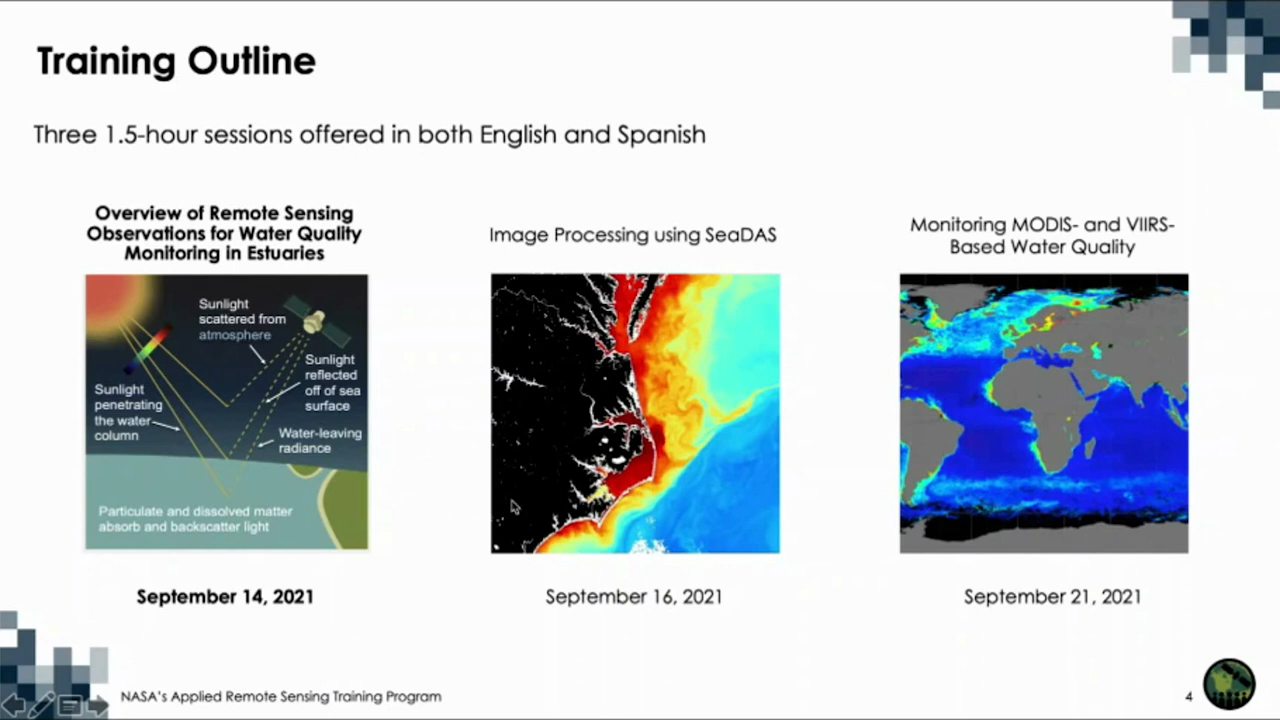 Training Outline
Three 1.5-hour sessions offered in both English and Spanish
Overview of Remote Sensing
Observations for Water Quality
Monitoring in Estuaries
Sunlight
scattered from
atmosphere
Sunlight
reflected
off of sea
surface
Sunlight
penetrating
the water
column
Water-leaving
radiance
Particulate and dissolved matter
absorb and backscatter light
September 14, 2021
Image Processing using SeaDAS
September 16, 2021
Monitoring MODIS- and VIIRS-
Based Water Quality
September 21, 2021
NASA's Applied Remote Sensing Training Program
4